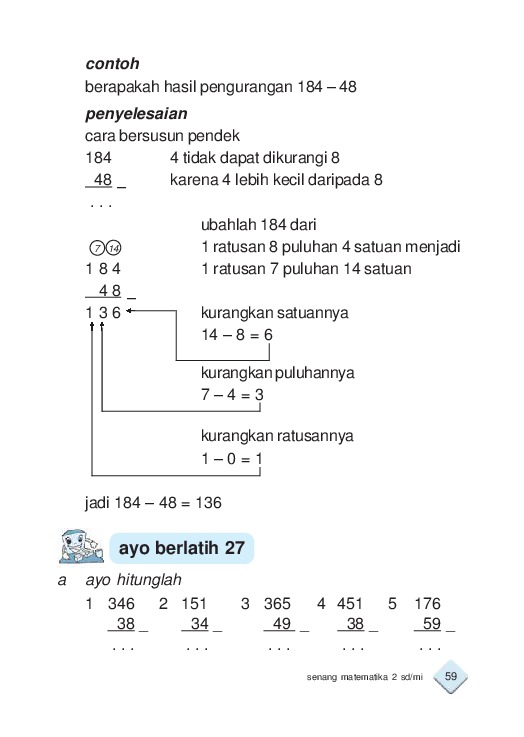 contoh
berapakah hasil pengurangan 184 – 48
penyelesaian
cara bersusun pendek
184 4 tidak dapat dikurangi 8
48 – karena 4 lebih kecil daripada 8
. . .
ubahlah 184 dari
7 14 1 ratusan 8 puluhan 4 satuan menjadi
1 8 4 1 ratusan 7 puluhan 14 satuan
4 8 –
1 3 6 kurangkan satuannya
14 – 8 = 6
kurangkan puluhannya
7 – 4 = 3
kurangkan ratusannya
1 – 0 = 1
jadi 184 – 48 = 136
ayo berlatih 27
a ayo hitunglah
1 346 2 151 3 365 4 451 5 176
38 – 34 – 49 – 38 – 59 –
. . . . . . . . . . . . . . .
senang matematika 2 sd/mi 59